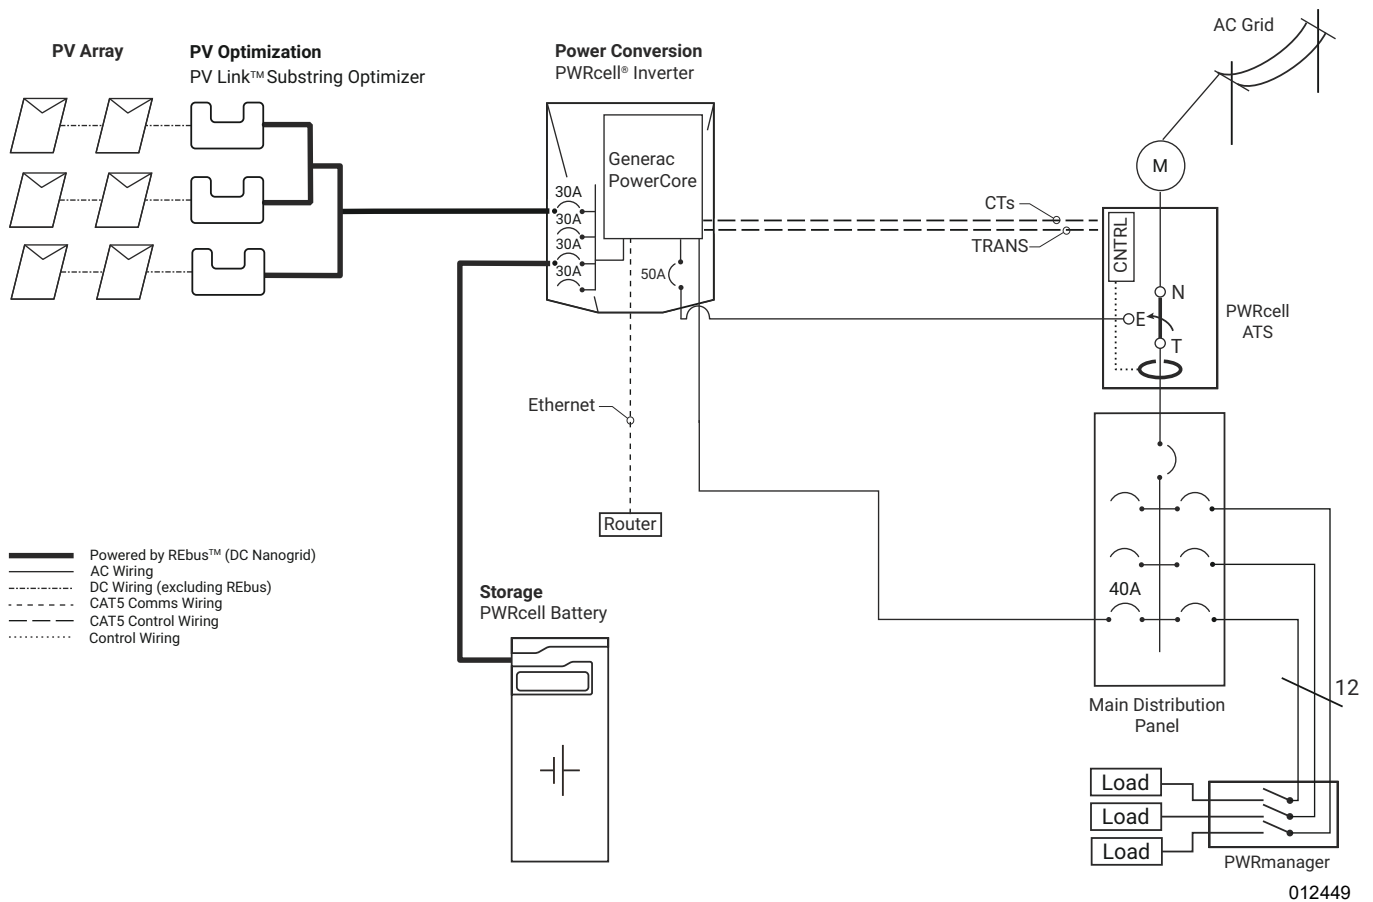 PV Array
PV Optimization
PV Link™ Substring Optimizer
Power Conversion
PWRcell® Inverter
AC Grid
M
Generac
PowerCore
30A
30A
30A
30A
50A
CTs
TRANS
CNTRL
N
E
T
PWRcell
ATS
Ethernet
Router
Powered by REbus™ (DC Nanogrid)
AC Wiring
DC Wiring (excluding REbus)
CAT5 Comms Wiring
CAT5 Control Wiring
Control Wiring
Storage
PWRcell Battery
40A
Main Distribution
Panel
12
Load
Load
Load
PWRmanager
012449